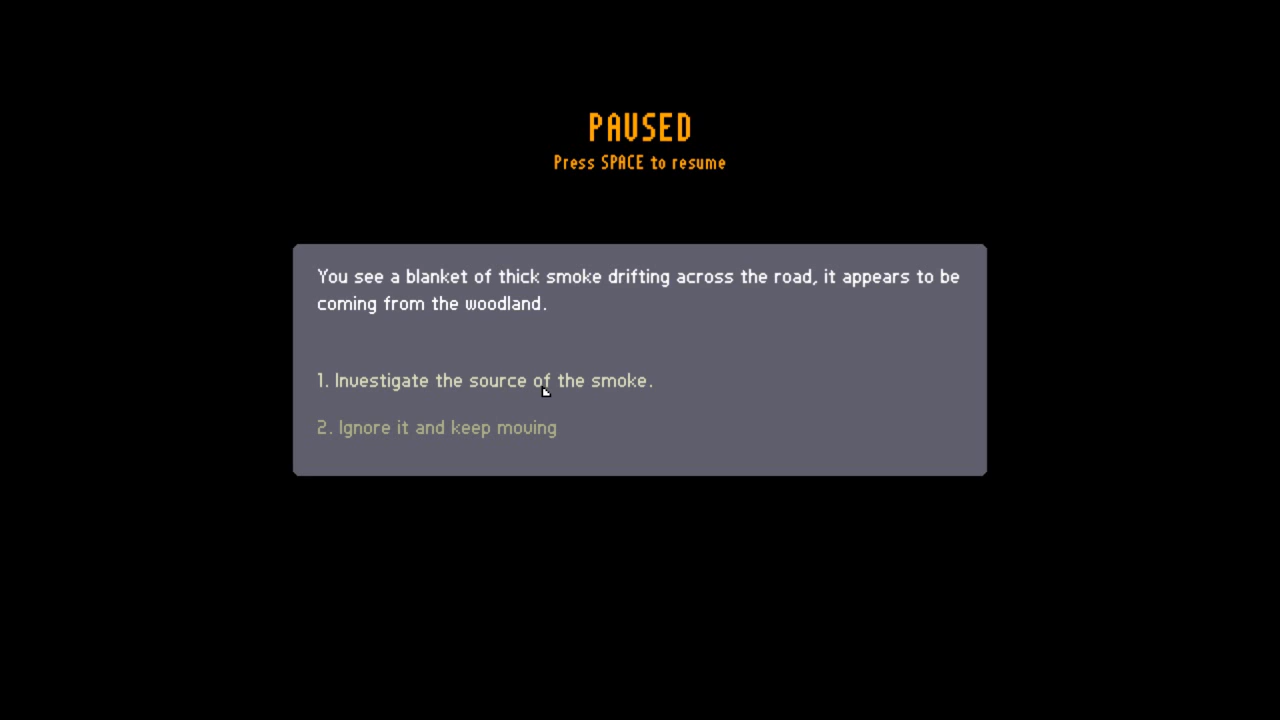 PAUSED
Press SPACE to resume
You see a blanket of thick smoke drifting across the road, it appears to be
coming from the woodland.
1. Investigate the source of the smoke.
2. Ignore it and keep moving